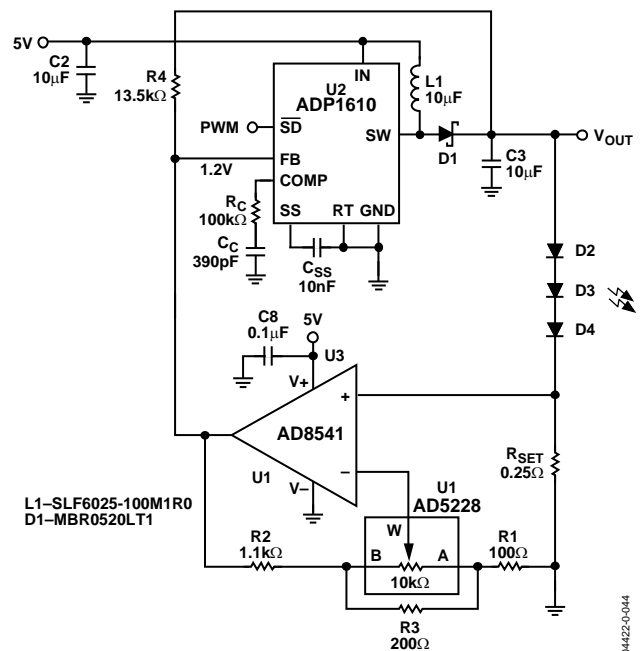 5V
C2
10µF
R4
13.5kΩ
IN
U2
ADP1610
L1
10µF
PWM
SD
SW
VOUT
D1
1.2V
FB
COMP
C3
10µF
RC
100kΩ
SS
RT
GND
CC
390pF
CSS
10nF
D2
D3
D4
5V
C8
0.1µF
U3
V+
+
AD8541
RSET
0.25Ω
–
U1
V–
U1
AD5228
L1–SLF6025-100M1R0
D1–MBR0520LT1
W
R2
1.1kΩ
B
A
R1
100Ω
10kΩ
R3
200Ω
04422-0-044